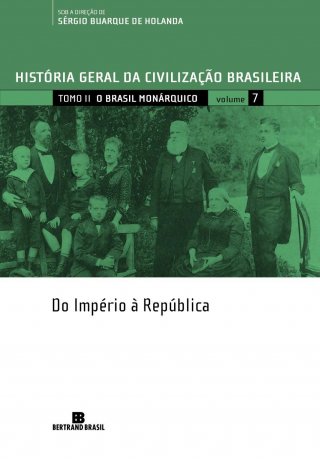 SOB A DIREÇÃO DE
SÉRGIO BUARQUE DE HOLANDA
HISTÓRIA GERAL DA CIVILIZAÇÃO BRASILEIRA
TOMO II O BRASIL MONÁRQUICO volume 7
Do Império à República
BB
BERTRAND BRASIL